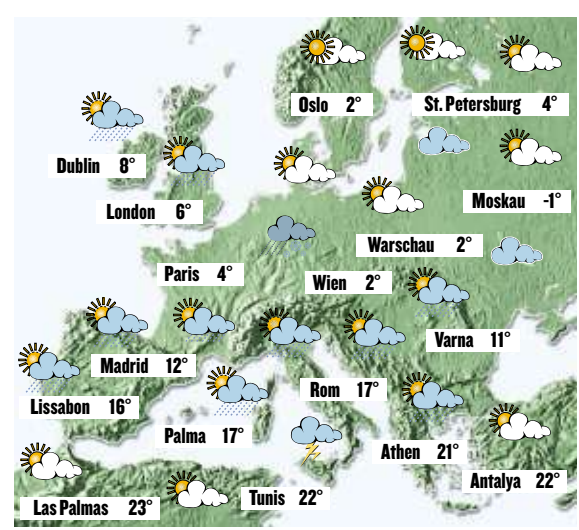 Oslo 2°
St. Petersburg 4°
Dublin 8°
Moskau -1°
London 6°
Warschau 2°
Paris 4°
Wien 2°
Varna 11°
Madrid 12°
Rom 17°
Lissabon 16°
Palma 17°
Athen 21°
Antalya 22°
Las Palmas 23°
Tunis 22°